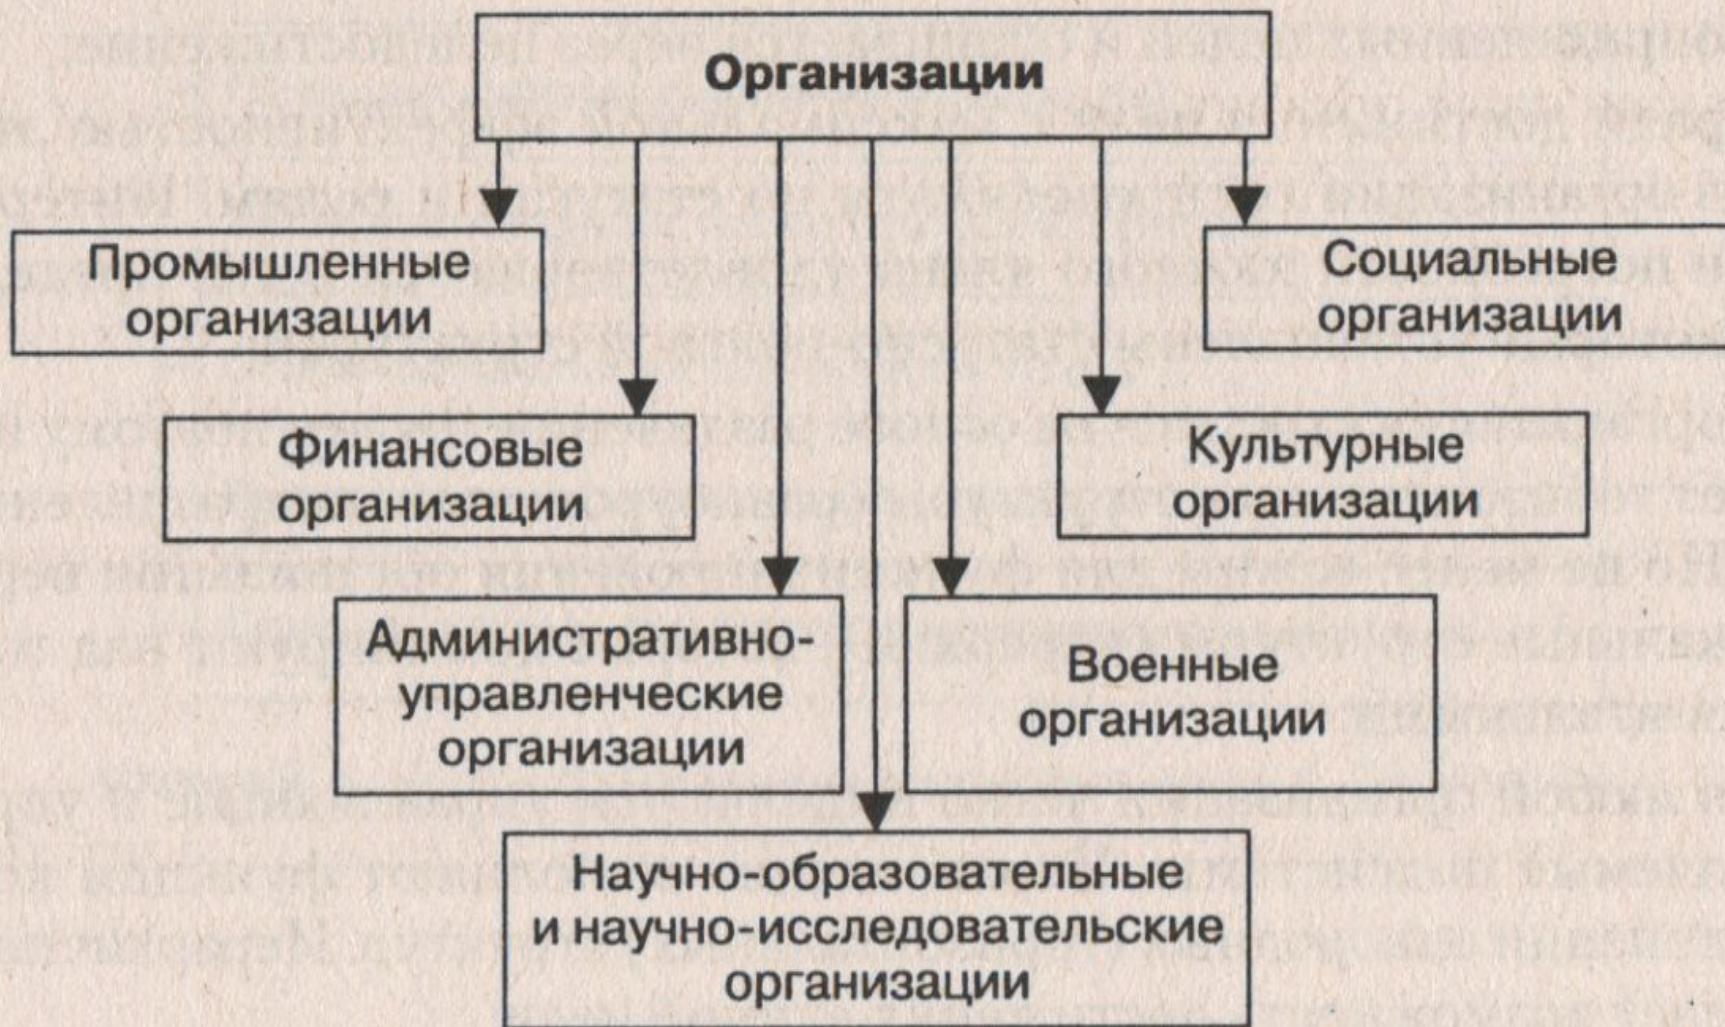 Организации
Промышленные
организации
Социальные
организации
Финансовые
организации
Культурные
организации
Административно-
управленческие
организации
Военные
организации
Научно-образовательные
и научно-исследовательские
организации